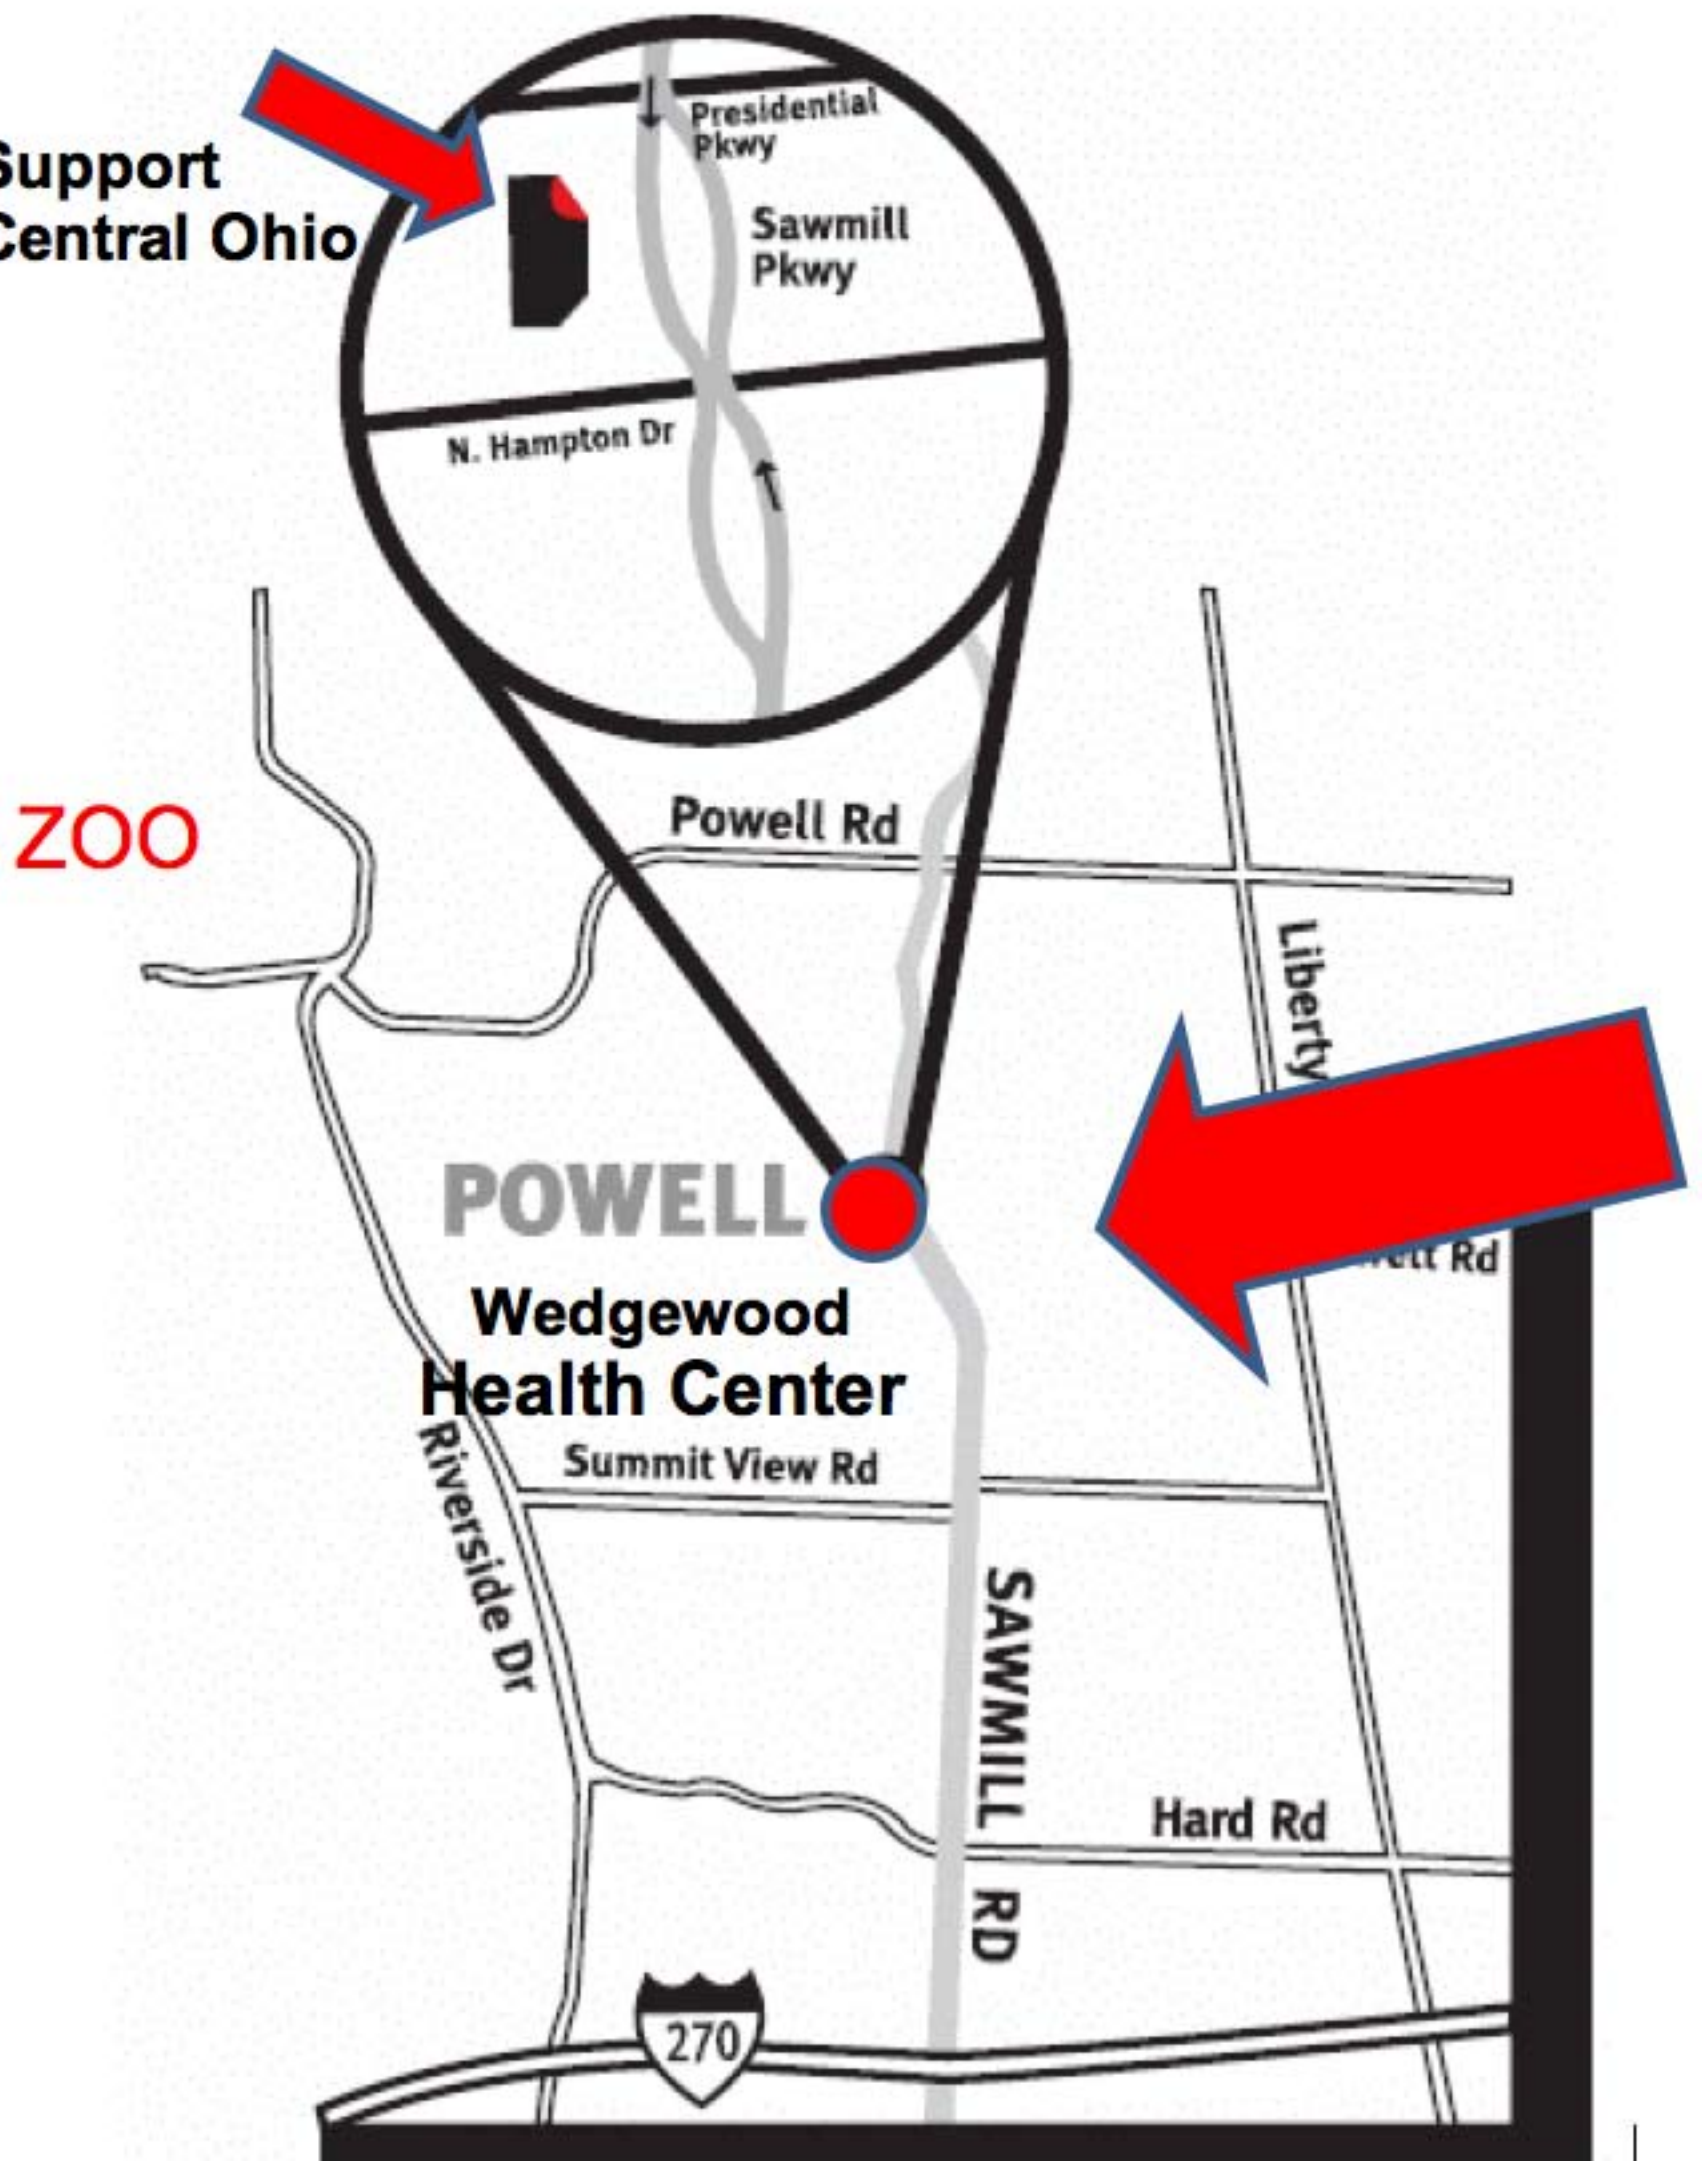 Support
Central Ohio
Presidential
Pkwy
Sawmill
Pkwy
N. Hampton Dr
ZOO
Powell Rd
Liberty
POWELL
Rd
Wedgewood
Health Center
Summit View Rd
Riverside Dr
SAWMILL RD
Hard Rd
270